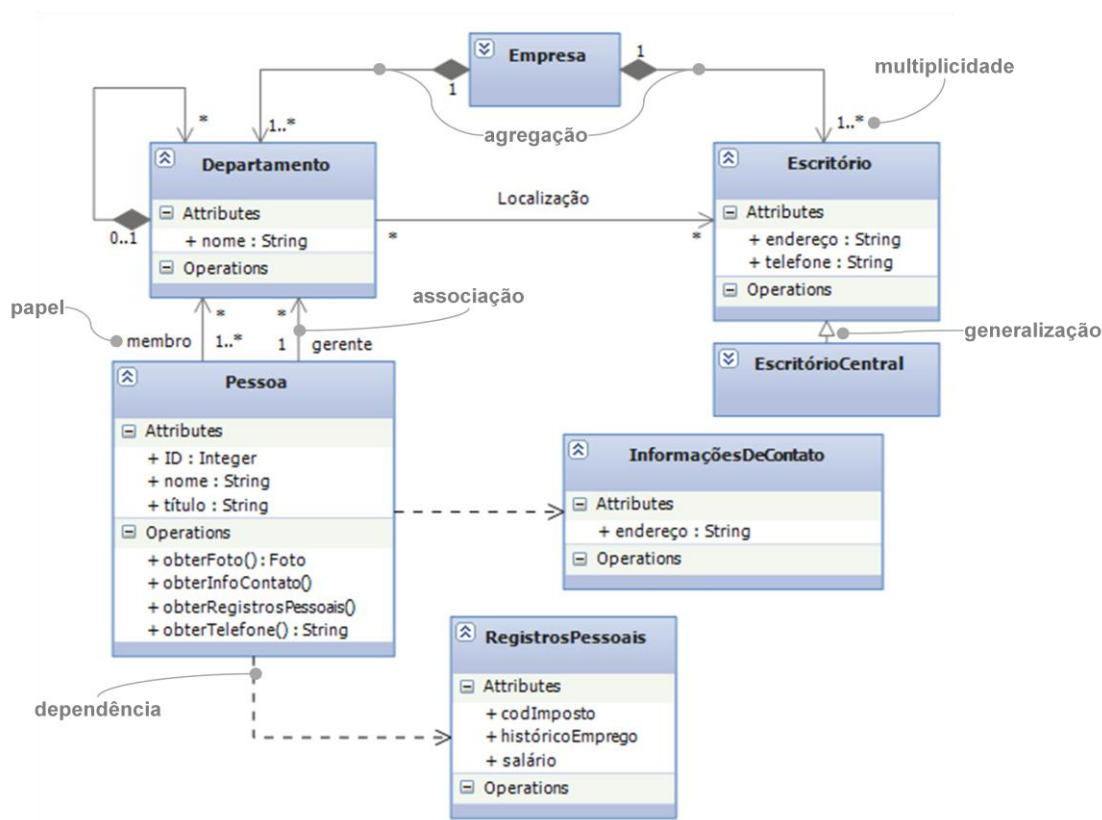 Empresa
1
1
multiplicidade
agregação
1..*
1..*
*
0..1
Departamento
Attributes
+ nome : String
Operations
Localização
*
*
Escritório
Attributes
+ endereço : String
+ telefone : String
Operations
papel
membro
*
1..*
*
1
gerente
associação
generalização
EscritórioCentral
Pessoa
Attributes
+ ID : Integer
+ nome : String
+ título : String
Operations
+ obterFoto() : Foto
+ obterInfoContato()
+ obterRegistrosPessoais()
+ obterTelefone() : String
InformaçõesDeContato
Attributes
+ endereço : String
Operations
dependência
RegistrosPessoais
Attributes
+ codImposto
+ históricoEmprego
+ salário
Operations